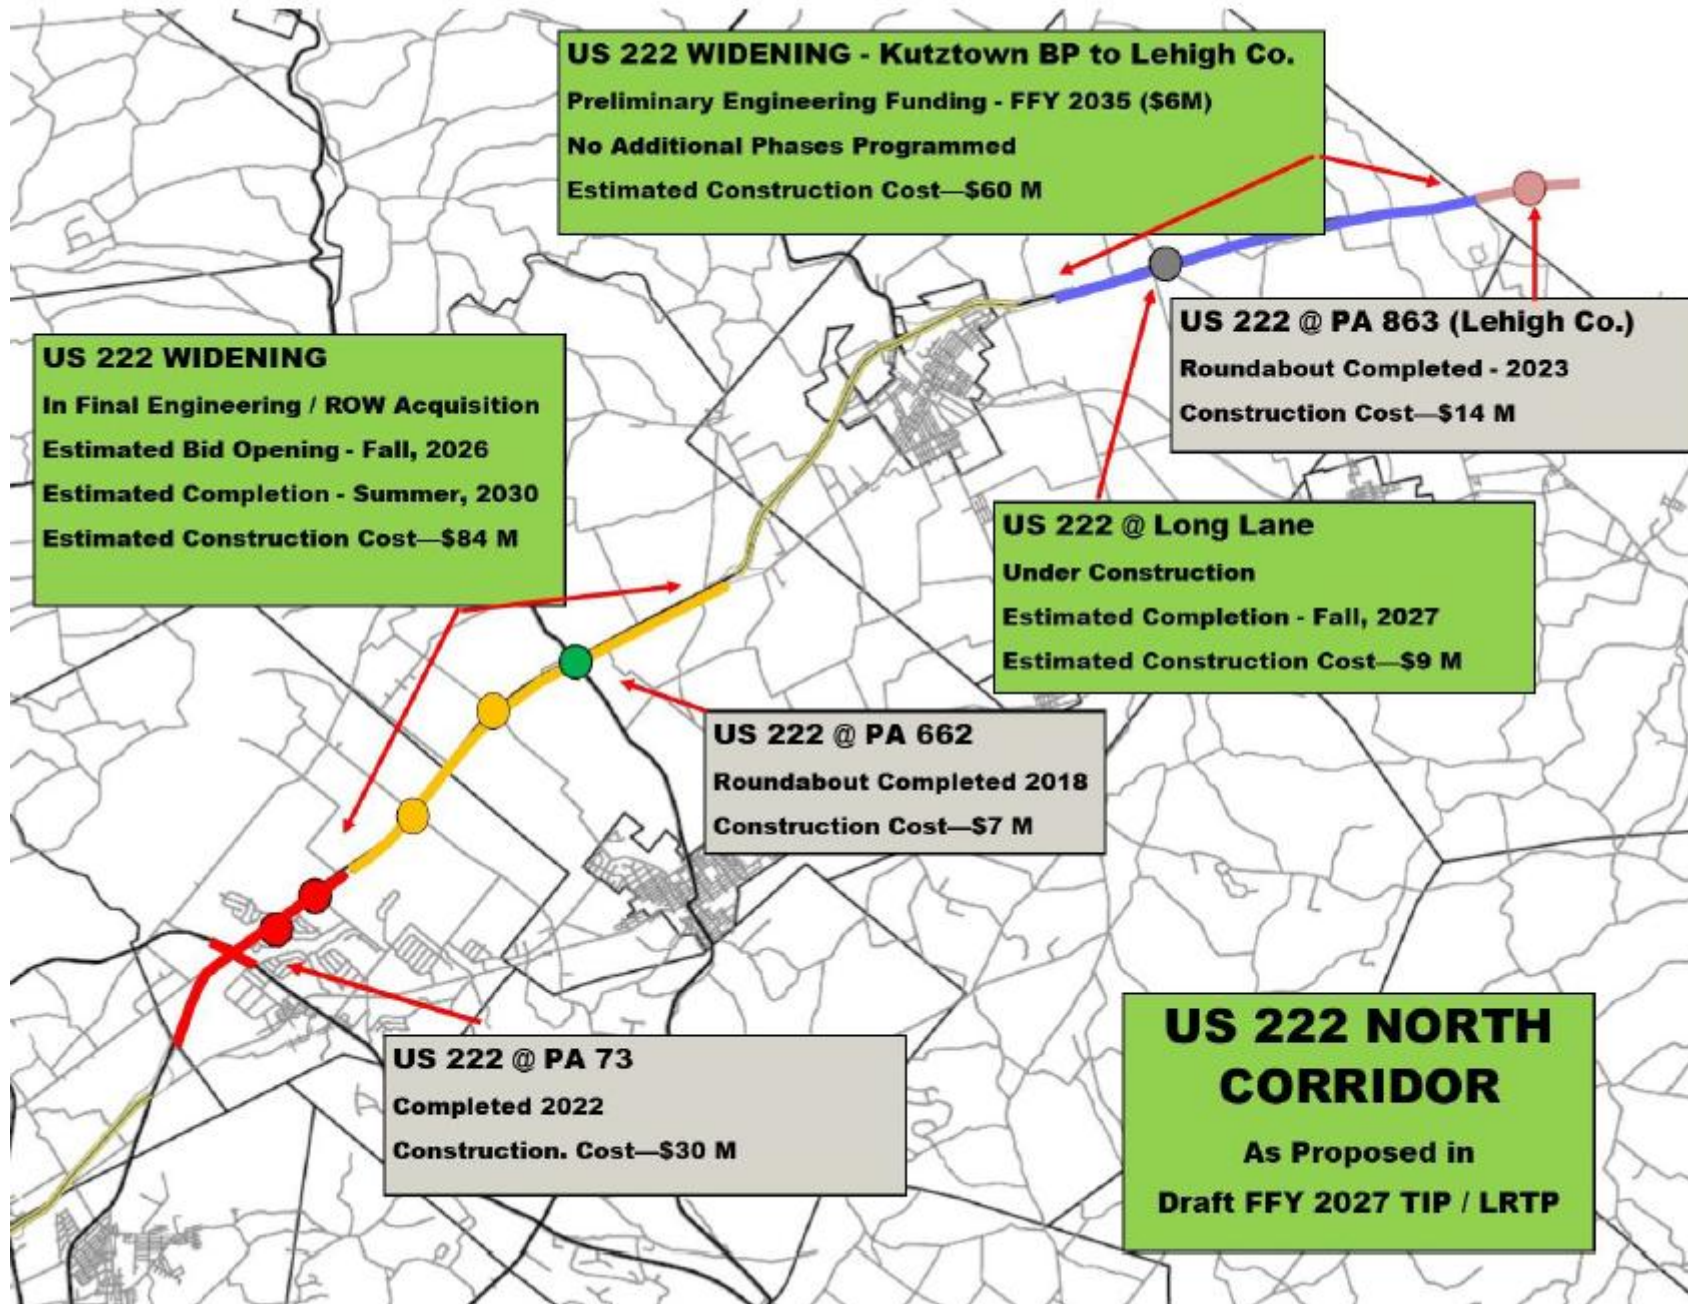 US 222 WIDENING - Kutztown BP to Lehigh Co.
Preliminary Engineering Funding - FFY 2035 ($6M)
No Additional Phases Programmed
Estimated Construction Cost—$60 M
US 222 @ PA 863 (Lehigh Co.)
Roundabout Completed - 2023
Construction Cost—$14 M
US 222 WIDENING
In Final Engineering / ROW Acquisition
Estimated Bid Opening - Fall, 2026
Estimated Completion - Summer, 2030
Estimated Construction Cost—$84 M
US 222 @ Long Lane
Under Construction
Estimated Completion - Fall, 2027
Estimated Construction Cost—$9 M
US 222 @ PA 662
Roundabout Completed 2018
Construction Cost—$7 M
US 222 @ PA 73
Completed 2022
Construction. Cost—$30 M
US 222 NORTH
CORRIDOR
As Proposed in
Draft FFY 2027 TIP / LRTP